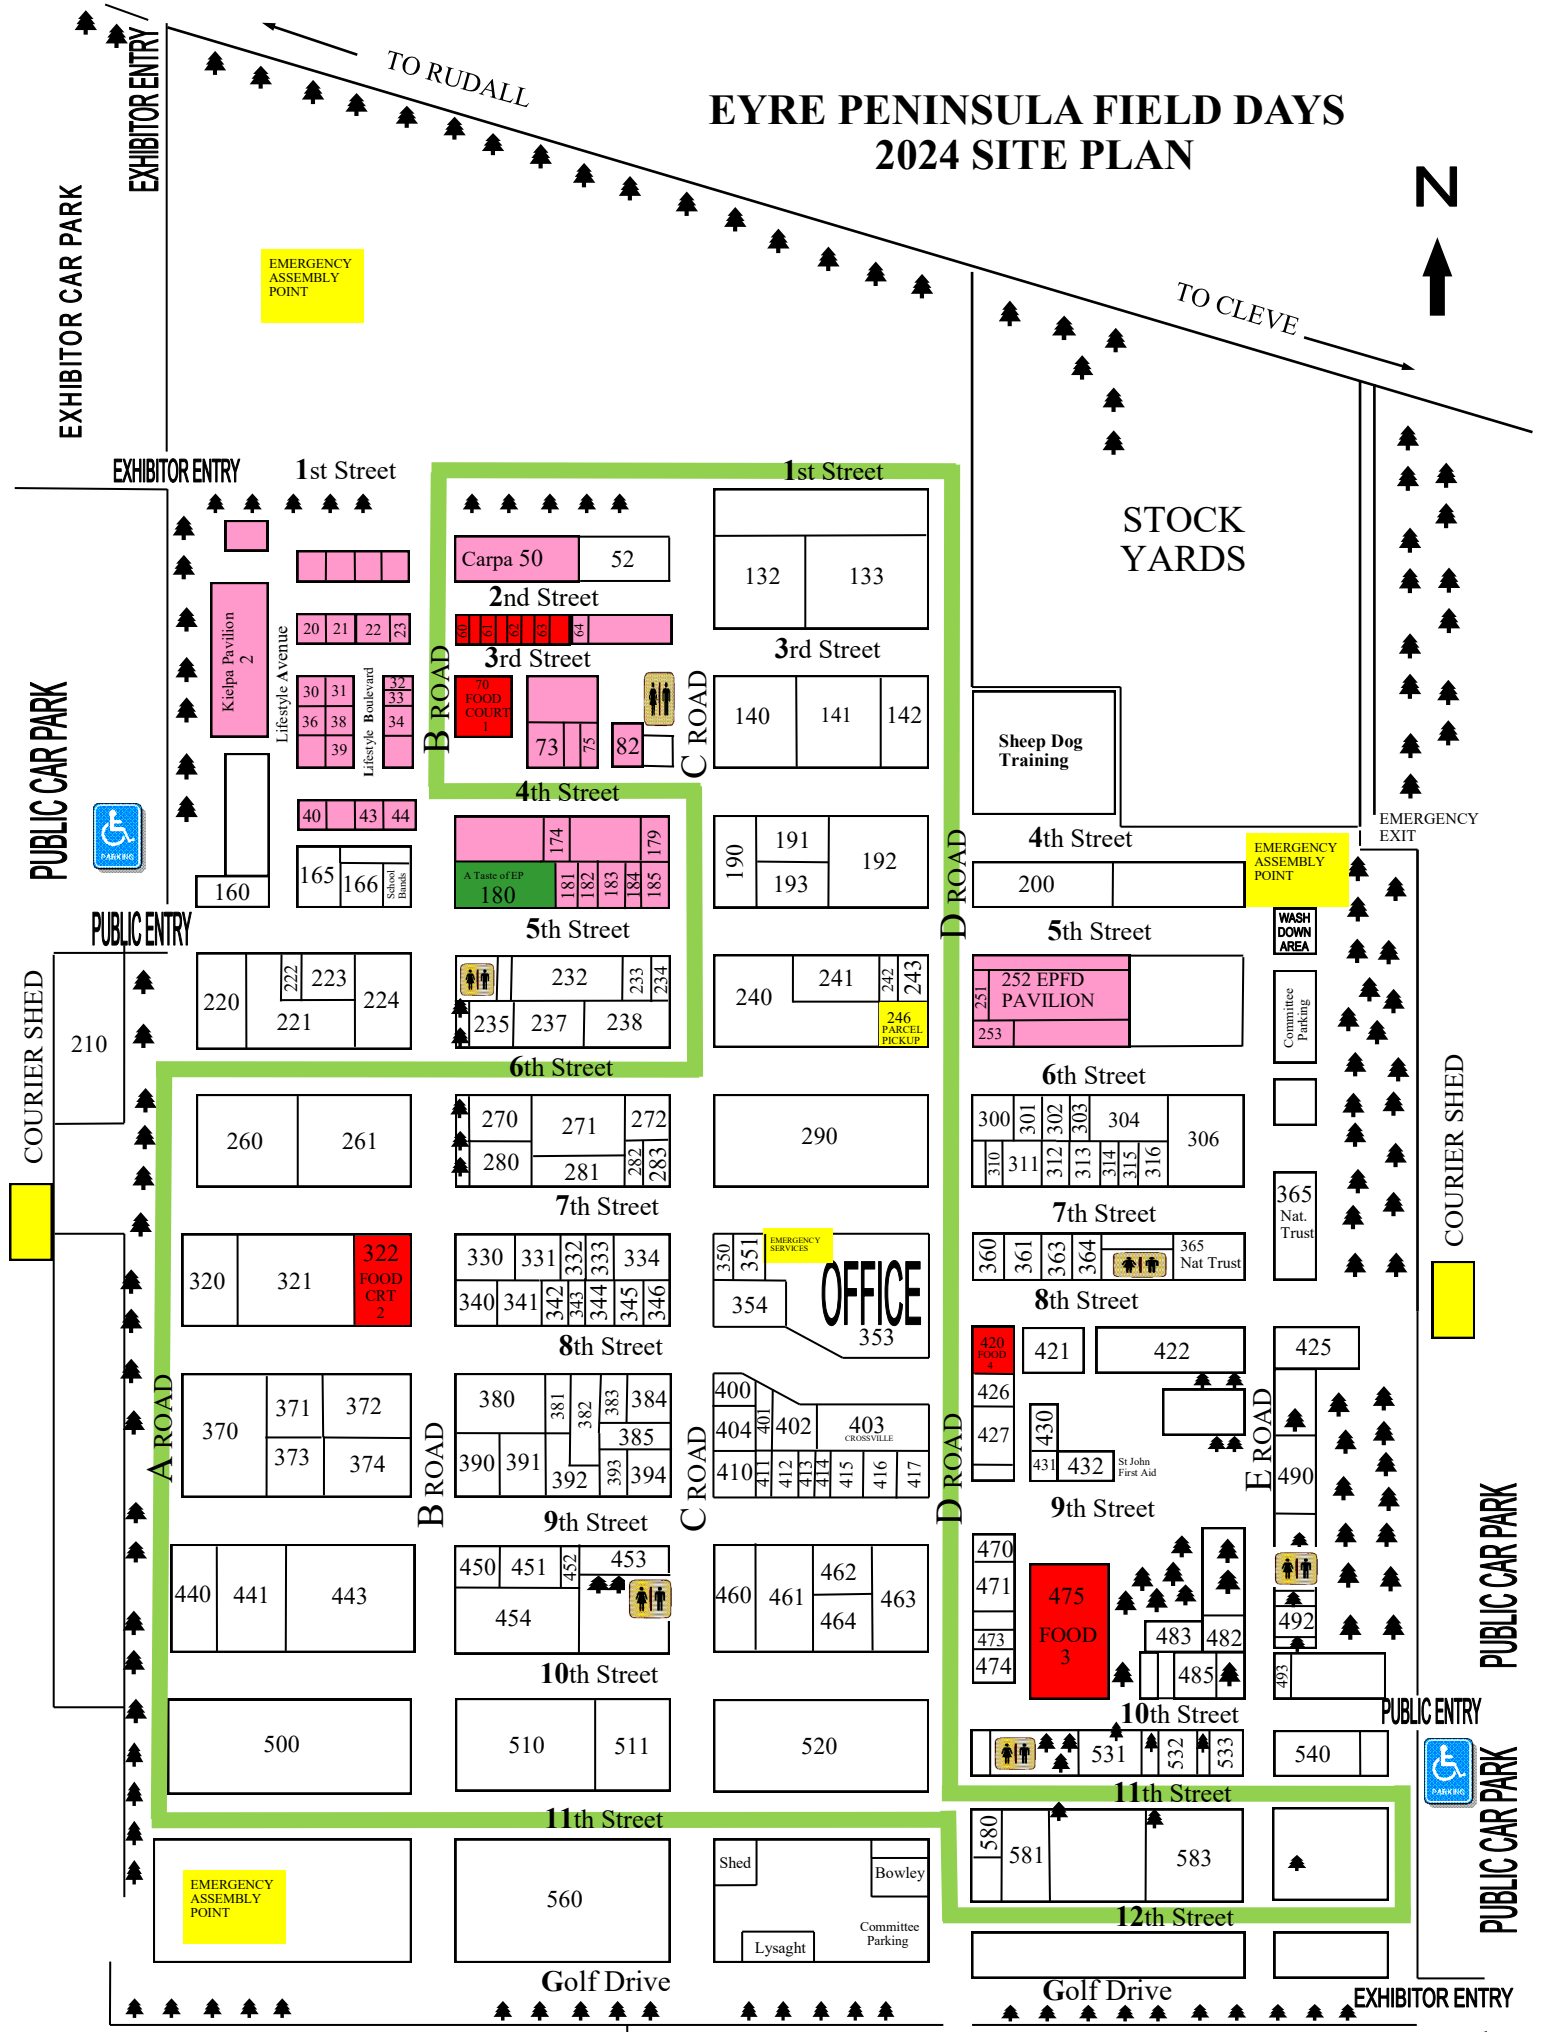 EXHIBITOR ENTRY
TO RUDALL
EYRE PENINSULA FIELD DAYS
2024 SITE PLAN
N
EXHIBITOR CAR PARK
EMERGENCY
ASSEMBLY
POINT
TO CLEVE
EXHIBITOR ENTRY
1st Street
1st Street
STOCK
YARDS
Carpa 50
52
132
133
2nd Street
Kielpa Pavilion
2
Lifestyle Avenue
20
21
22
23
60
61
62
63
64
3rd Street
3rd Street
Lifestyle Boulevard
30
31
32
33
36
38
34
39
B ROAD
70
FOOD
COURT
1
73
75
82
C ROAD
140
141
142
Sheep Dog
Training
PUBLIC CAR PARK
PARKING
40
43
44
4th Street
4th Street
EMERGENCY
EXIT
EMERGENCY
ASSEMBLY
POINT
160
165
166
School
Bands
174
179
A Taste of EP
180
181
182
183
184
185
190
191
192
193
D ROAD
200
WASH
DOWN
AREA
PUBLIC ENTRY
5th Street
5th Street
COURIER SHED
210
220
222
223
224
221
232
233
234
235
237
238
240
241
242
243
246
PARCEL
PICKUP
251
252 EPFD
PAVILION
253
Committee
Parking
6th Street
6th Street
260
261
270
271
272
280
281
282
283
290
300
301
302
303
304
306
310
311
312
313
314
315
316
COURIER SHED
7th Street
7th Street
365
Nat.
Trust
320
321
322
FOOD
CRT
2
330
331
332
333
334
340
341
342
343
344
345
346
350
351
EMERGENCY
SERVICES
OFFICE
354
353
360
361
363
364
365
Nat Trust
8th Street
8th Street
A ROAD
370
371
372
373
374
380
381
382
383
384
385
390
391
392
393
394
B ROAD
400
401
402
403
CROSSVILLE
404
410
411
412
413
414
415
416
417
C ROAD
D ROAD
420
FOOD
4
421
422
425
426
427
430
431
432
St John
First Aid
E ROAD
490
9th Street
9th Street
PUBLIC CAR PARK
440
441
443
450
451
452
453
454
460
461
462
463
464
470
471
473
474
475
FOOD
3
482
483
485
492
493
10th Street
10th Street
PUBLIC ENTRY
500
510
511
520
531
532
533
540
PARKING
PUBLIC CAR PARK
11th Street
11th Street
EMERGENCY
ASSEMBLY
POINT
560
Shed
Bowley
Lysaght
Committee
Parking
580
581
583
12th Street
Golf Drive
Golf Drive
EXHIBITOR ENTRY